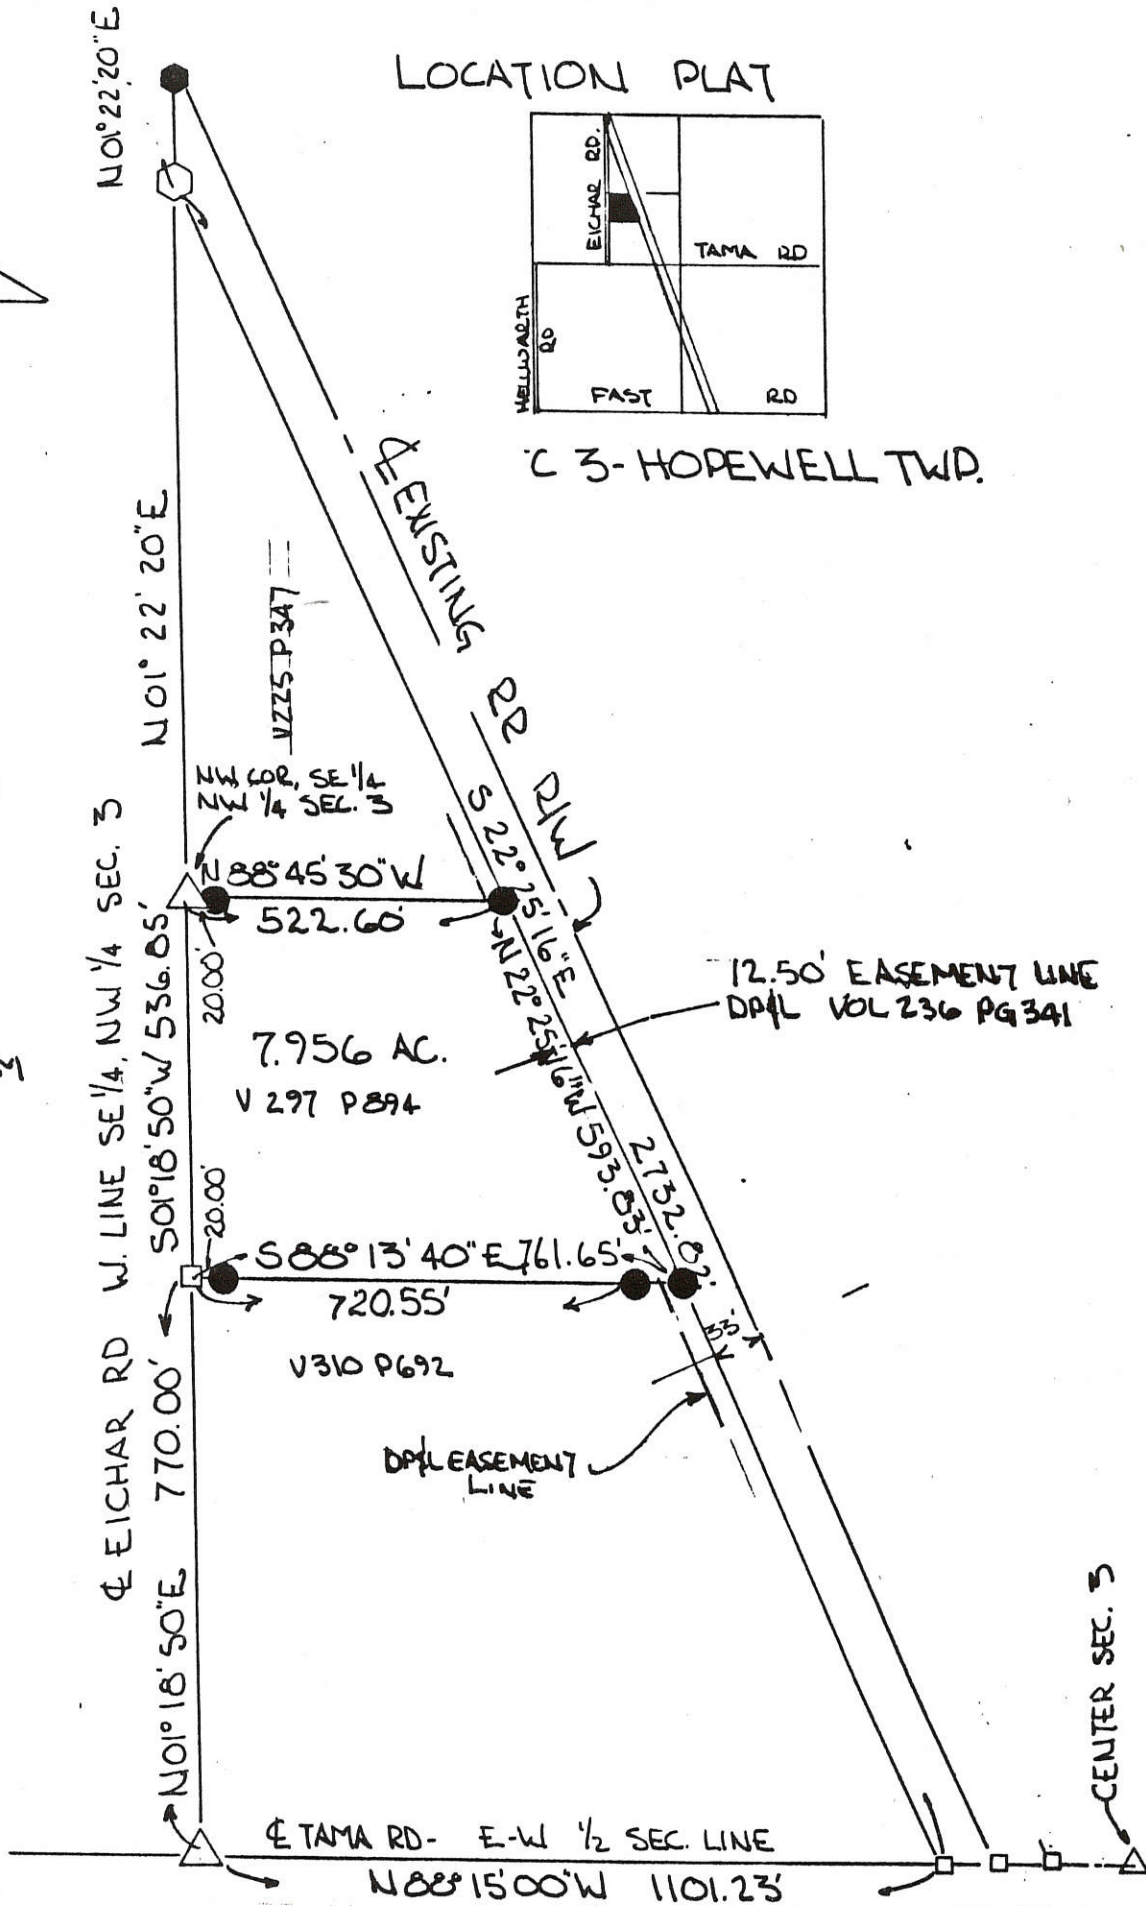 N01°22'20"E
LOCATION PLAT
EICHAR RD.
TAMA RD
HELLWARTH RD
FAST RD
C 3-HOPEWELL TWP.
℄ EXISTING RR R/W
N01° 22' 20"E
V225 P347
NW COR, SE 1/4
NW 1/4 SEC. 3
N88°45'30"W
522.60'
S 22°25'16"E
2732.82'
N22°25'16"W 593.83'
12.50' EASEMENT LINE
DP&L VOL 236 PG 341
20.00'
7.956 AC.
V 297 P894
S01°18'50"W 536.85'
℄ EICHAR RD W. LINE SE 1/4, NW 1/4 SEC. 3
20.00'
S88°13'40"E 761.65'
720.55'
33'
V310 P692
DP&L EASEMENT
LINE
770.00'
N01°18'50"E
CENTER SEC. 3
℄ TAMA RD- E-W 1/2 SEC. LINE
N88°15'00"W 1101.23'